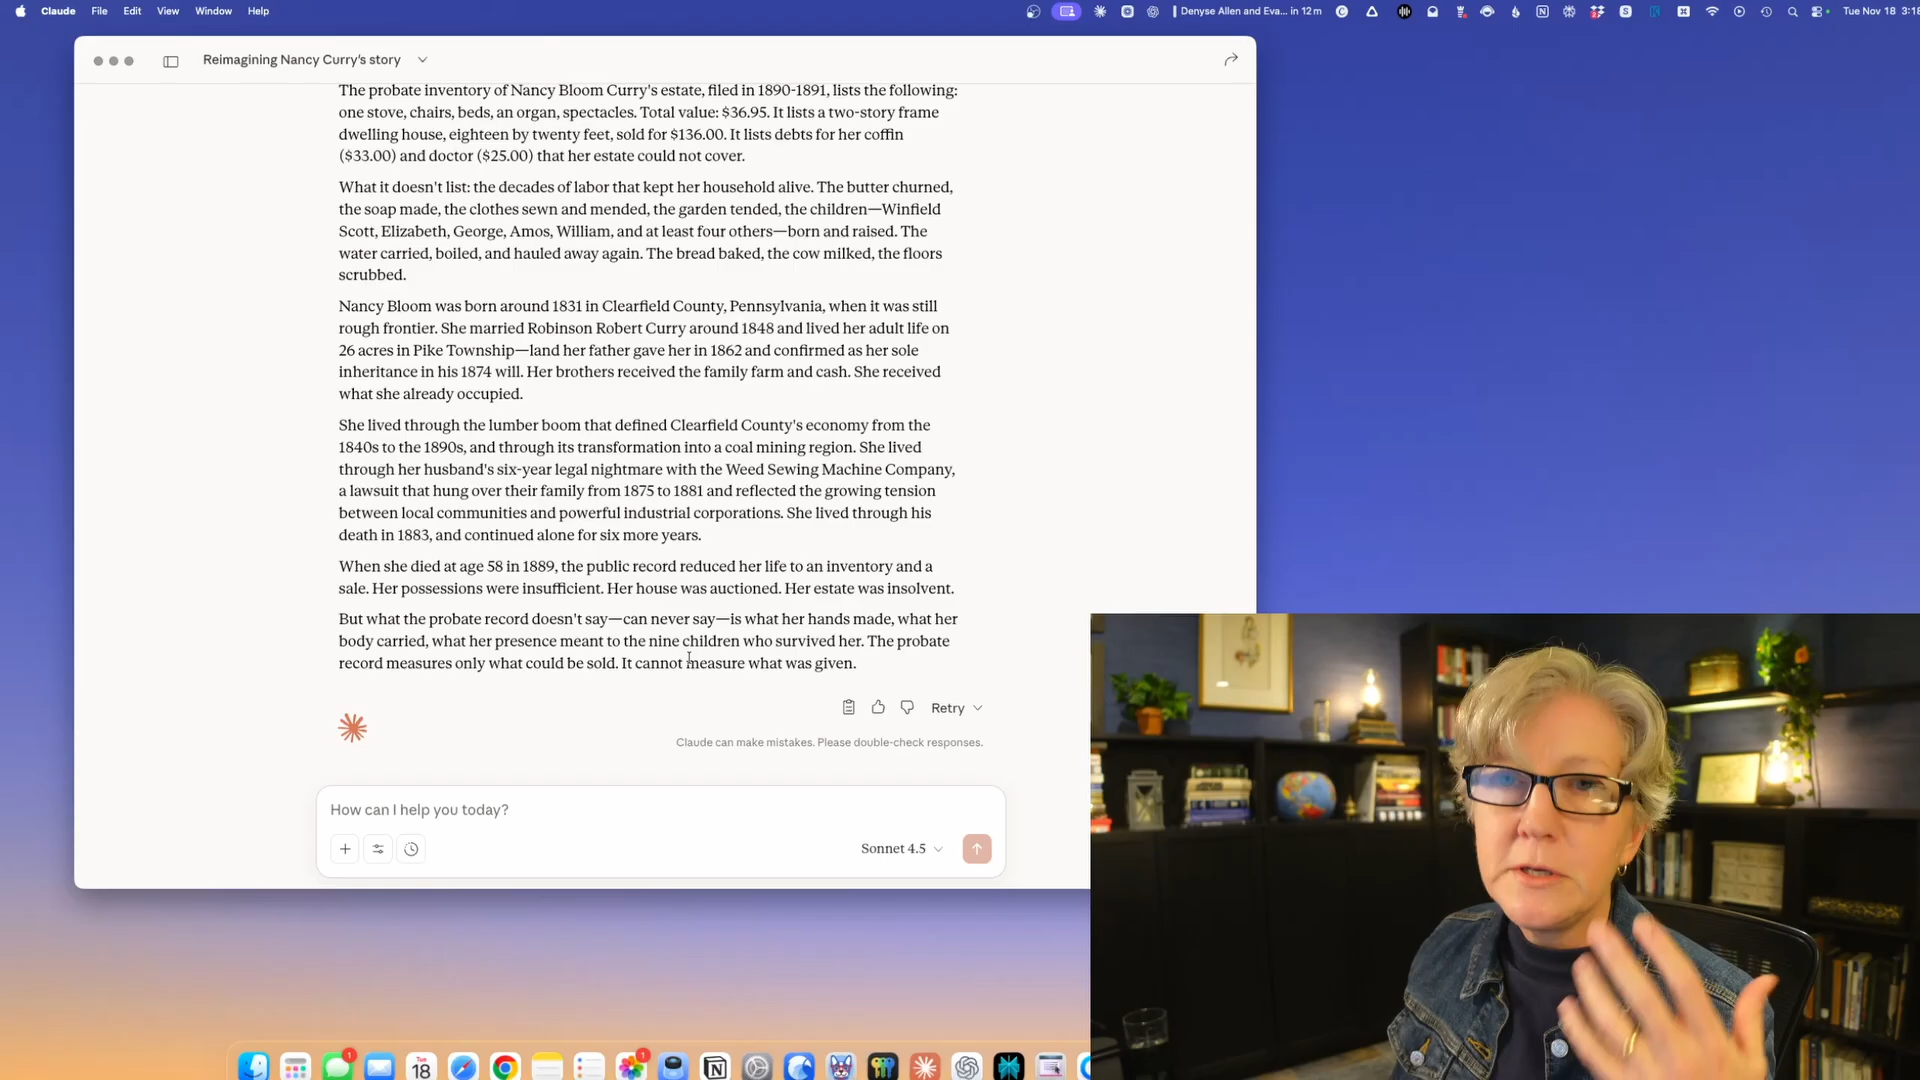 Claude File Edit View Window Help
Denyse Allen and Eva... in 12 m
Tue Nov 18 3:18
Reimagining Nancy Curry's story
The probate inventory of Nancy Bloom Curry's estate, filed in 1890-1891, lists the following:
one stove, chairs, beds, an organ, spectacles. Total value: $36.95. It lists a two-story frame
dwelling house, eighteen by twenty feet, sold for $136.00. It lists debts for her coffin
($33.00) and doctor ($25.00) that her estate could not cover.
What it doesn't list: the decades of labor that kept her household alive. The butter churned,
the soap made, the clothes sewn and mended, the garden tended, the children—Winfield
Scott, Elizabeth, George, Amos, William, and at least four others—born and raised. The
water carried, boiled, and hauled away again. The bread baked, the cow milked, the floors
scrubbed.
Nancy Bloom was born around 1831 in Clearfield County, Pennsylvania, when it was still
rough frontier. She married Robinson Robert Curry around 1848 and lived her adult life on
26 acres in Pike Township—land her father gave her in 1862 and confirmed as her sole
inheritance in his 1874 will. Her brothers received the family farm and cash. She received
what she already occupied.
She lived through the lumber boom that defined Clearfield County's economy from the
1840s to the 1890s, and through its transformation into a coal mining region. She lived
through her husband's six-year legal nightmare with the Weed Sewing Machine Company,
a lawsuit that hung over their family from 1875 to 1881 and reflected the growing tension
between local communities and powerful industrial corporations. She lived through his
death in 1883, and continued alone for six more years.
When she died at age 58 in 1889, the public record reduced her life to an inventory and a
sale. Her possessions were insufficient. Her house was auctioned. Her estate was insolvent.
But what the probate record doesn't say—can never say—is what her hands made, what her
body carried, what her presence meant to the nine children who survived her. The probate
record measures only what could be sold. It cannot measure what was given.
Retry
Claude can make mistakes. Please double-check responses.
How can I help you today?
Sonnet 4.5
Tue
18
1
1